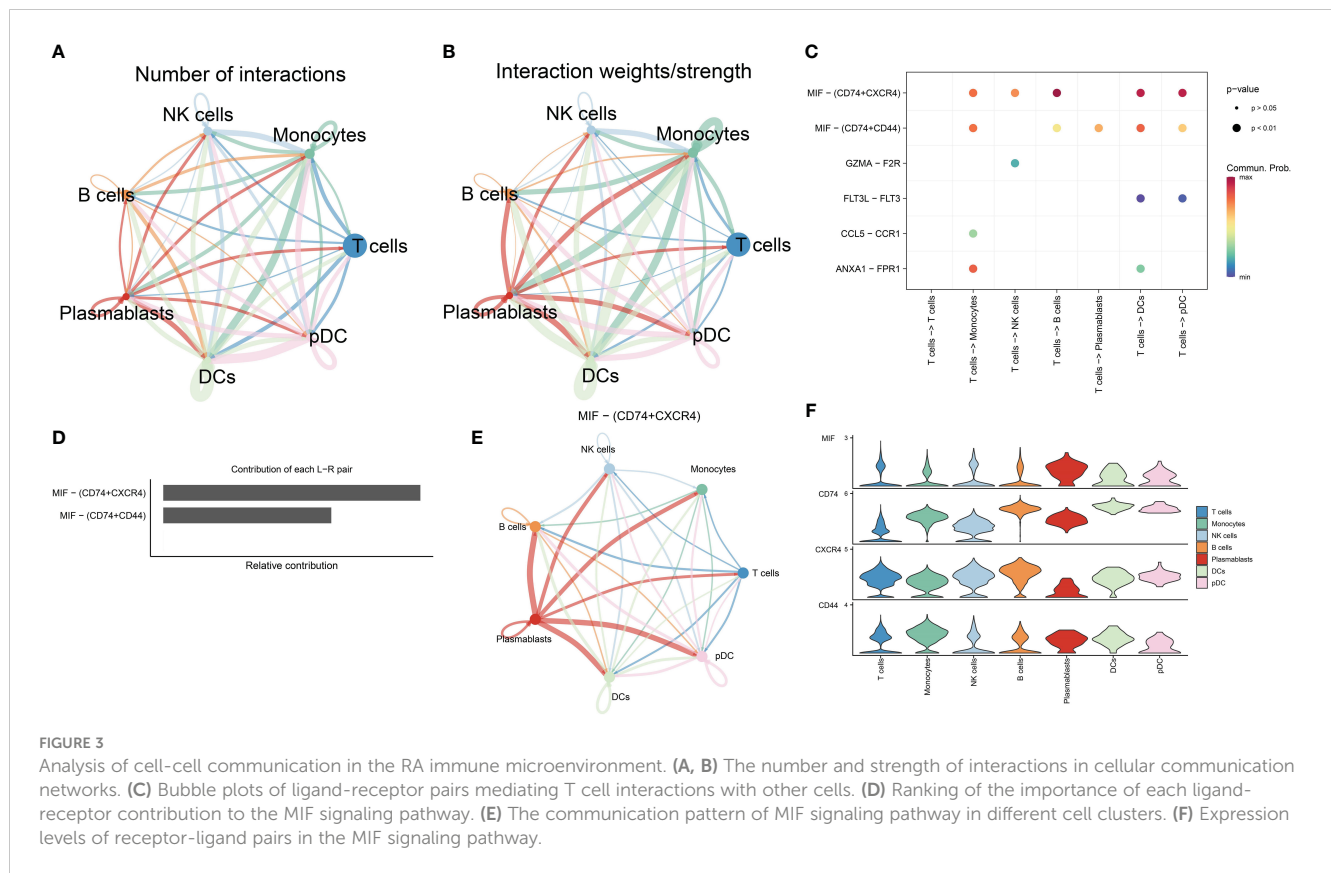 A
Number of interactions
NK cells
Monocytes
B cells
T cells
Plasmablasts
pDC
DCs
B
Interaction weights/strength
NK cells
Monocytes
B cells
T cells
Plasmablasts
pDC
DCs
C
MIF − (CD74+CXCR4)
MIF − (CD74+CD44)
GZMA − F2R
FLT3L − FLT3
CCL5 − CCR1
ANXA1 − FPR1
T cells −> T cells
T cells −> Monocytes
T cells −> NK cells
T cells −> B cells
T cells −> Plasmablasts
T cells −> DCs
T cells −> pDC
p−value
p > 0.05
p < 0.01
Commun. Prob.
max
min
D
Contribution of each L−R pair
MIF − (CD74+CXCR4)
MIF − (CD74+CD44)
Relative contribution
E
MIF − (CD74+CXCR4)
NK cells
Monocytes
B cells
T cells
Plasmablasts
pDC
DCs
F
MIF 3
CD74 6
CXCR4 5
CD44 4
T cells
Monocytes
NK cells
B cells
Plasmablasts
DCs
pDC
T cells
Monocytes
NK cells
B cells
Plasmablasts
DCs
pDC
FIGURE 3
Analysis of cell-cell communication in the RA immune microenvironment. (A, B) The number and strength of interactions in cellular communication
networks. (C) Bubble plots of ligand-receptor pairs mediating T cell interactions with other cells. (D) Ranking of the importance of each ligand-
receptor contribution to the MIF signaling pathway. (E) The communication pattern of MIF signaling pathway in different cell clusters. (F) Expression
levels of receptor-ligand pairs in the MIF signaling pathway.